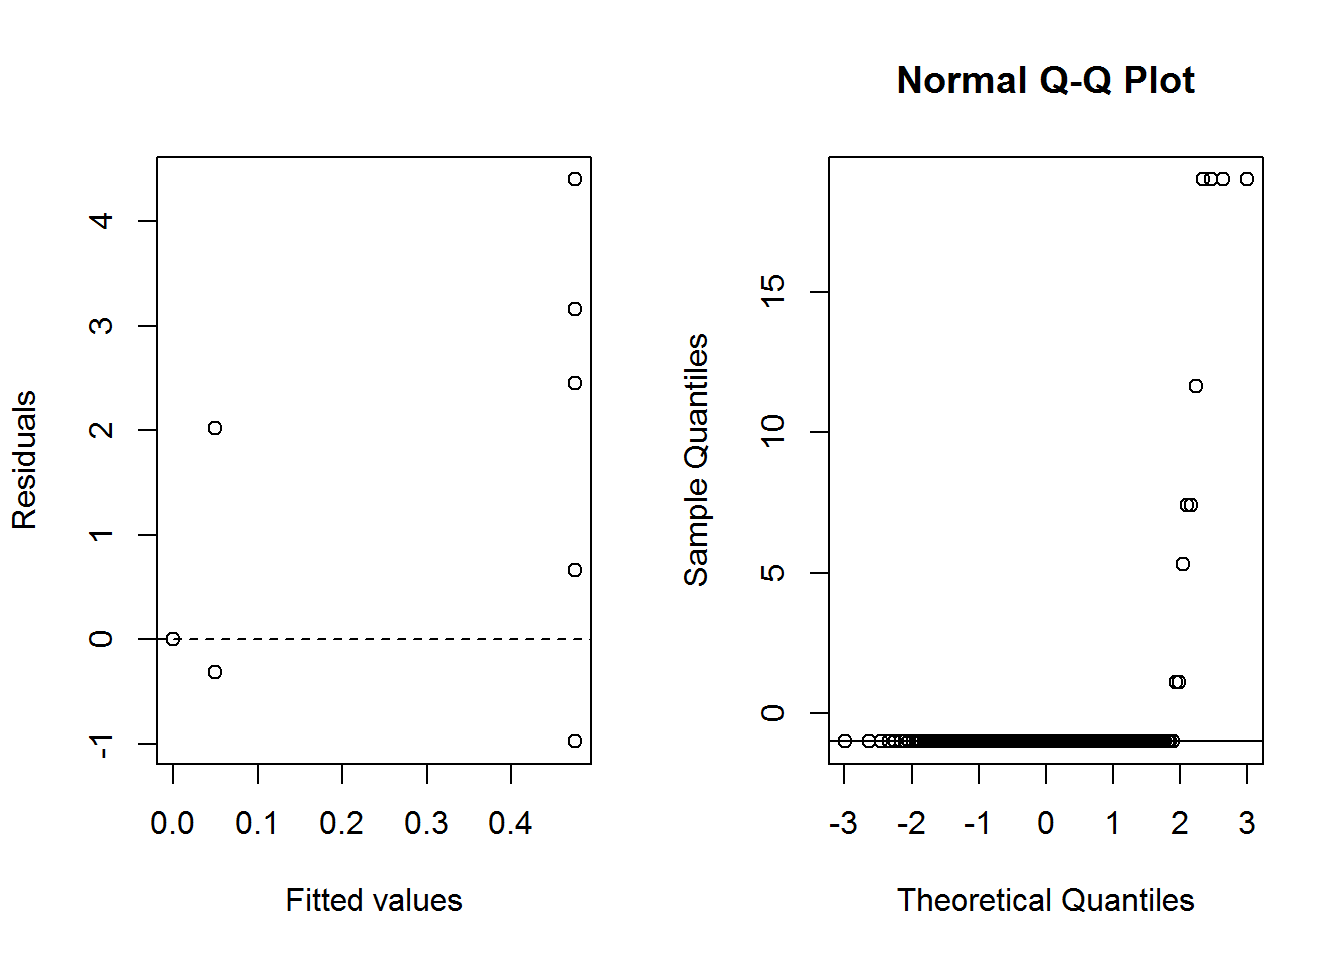 Residuals
4
3
2
1
0
-1
0.0 0.1 0.2 0.3 0.4
Fitted values
Normal Q-Q Plot
Sample Quantiles
15
10
5
0
-3 -2 -1 0 1 2 3
Theoretical Quantiles